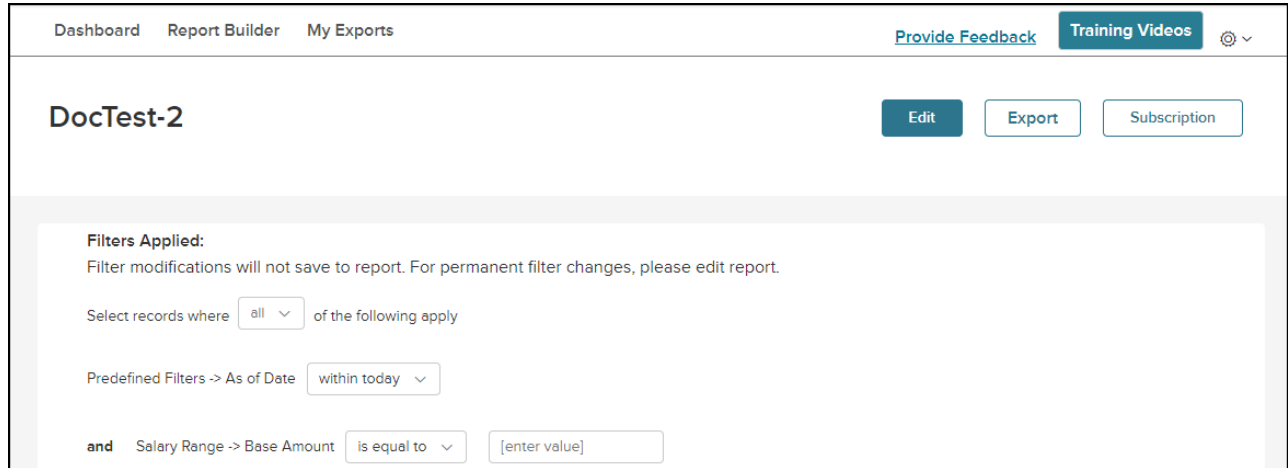 Dashboard Report Builder My Exports Provide Feedback Training Videos
DocTest-2 Edit Export Subscription
Filters Applied:
Filter modifications will not save to report. For permanent filter changes, please edit report.
Select records where all of the following apply
Predefined Filters -> As of Date within today
and Salary Range -> Base Amount is equal to [enter value]